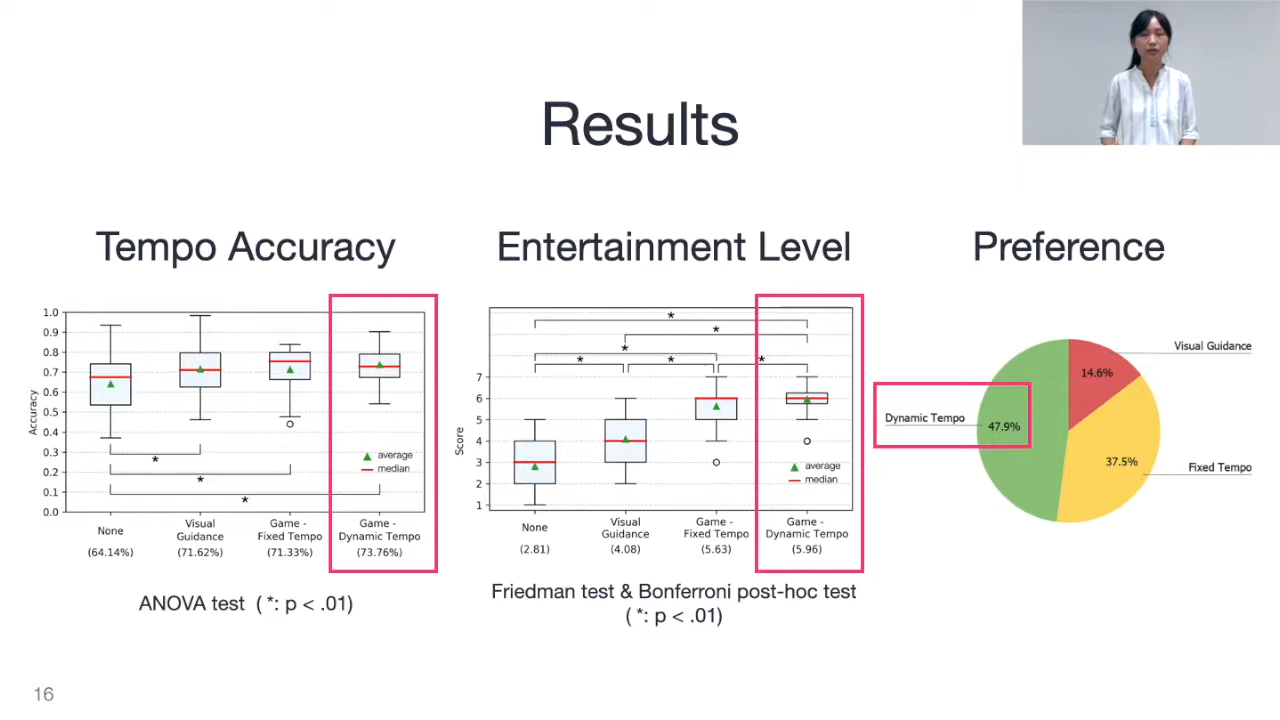 Results
Tempo Accuracy
1.0
0.9
0.8
0.7
0.6
0.5
0.4
0.3
0.2
0.1
0.0
Accuracy
*
*
*
average
median
None
(64.14%)
Visual
Guidance
(71.62%)
Game -
Fixed Tempo
(71.33%)
Game -
Dynamic Tempo
(73.76%)
ANOVA test ( *: p < .01)
Entertainment Level
7
6
5
4
3
2
1
Score
*
*
*
*
*
*
average
median
None
(2.81)
Visual
Guidance
(4.08)
Game -
Fixed Tempo
(5.63)
Game -
Dynamic Tempo
(5.96)
Friedman test & Bonferroni post-hoc test
( *: p < .01)
Preference
Visual Guidance
14.6%
Dynamic Tempo
47.9%
37.5%
Fixed Tempo
16